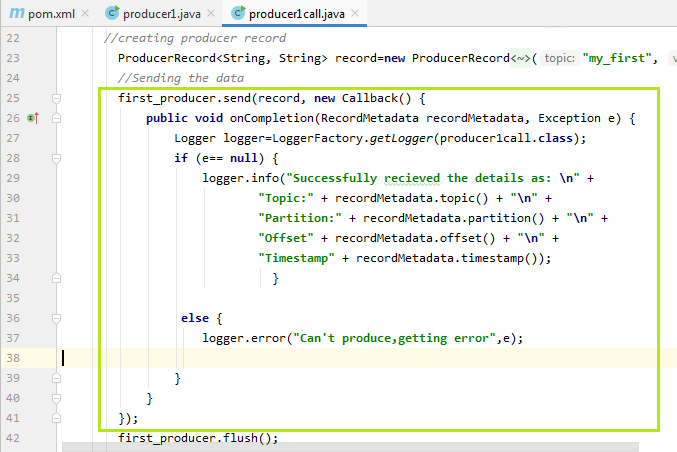 pom.xml × producer1.java × producer1call.java ×
22 //creating producer record
23 ProducerRecord<String, String> record=new ProducerRecord<~>( topic: "my_first",
24 //Sending the data
25 first_producer.send(record, new Callback() {
26 public void onCompletion(RecordMetadata recordMetadata, Exception e) {
27 Logger logger=LoggerFactory.getLogger(producer1call.class);
28 if (e== null) {
29 logger.info("Successfully recieved the details as: \n" +
30 "Topic:" + recordMetadata.topic() + "\n" +
31 "Partition:" + recordMetadata.partition() + "\n" +
32 "Offset" + recordMetadata.offset() + "\n" +
33 "Timestamp" + recordMetadata.timestamp());
34 }
35
36 else {
37 logger.error("Can't produce,getting error",e);
38
39 }
40 }
41 });
42 first_producer.flush();